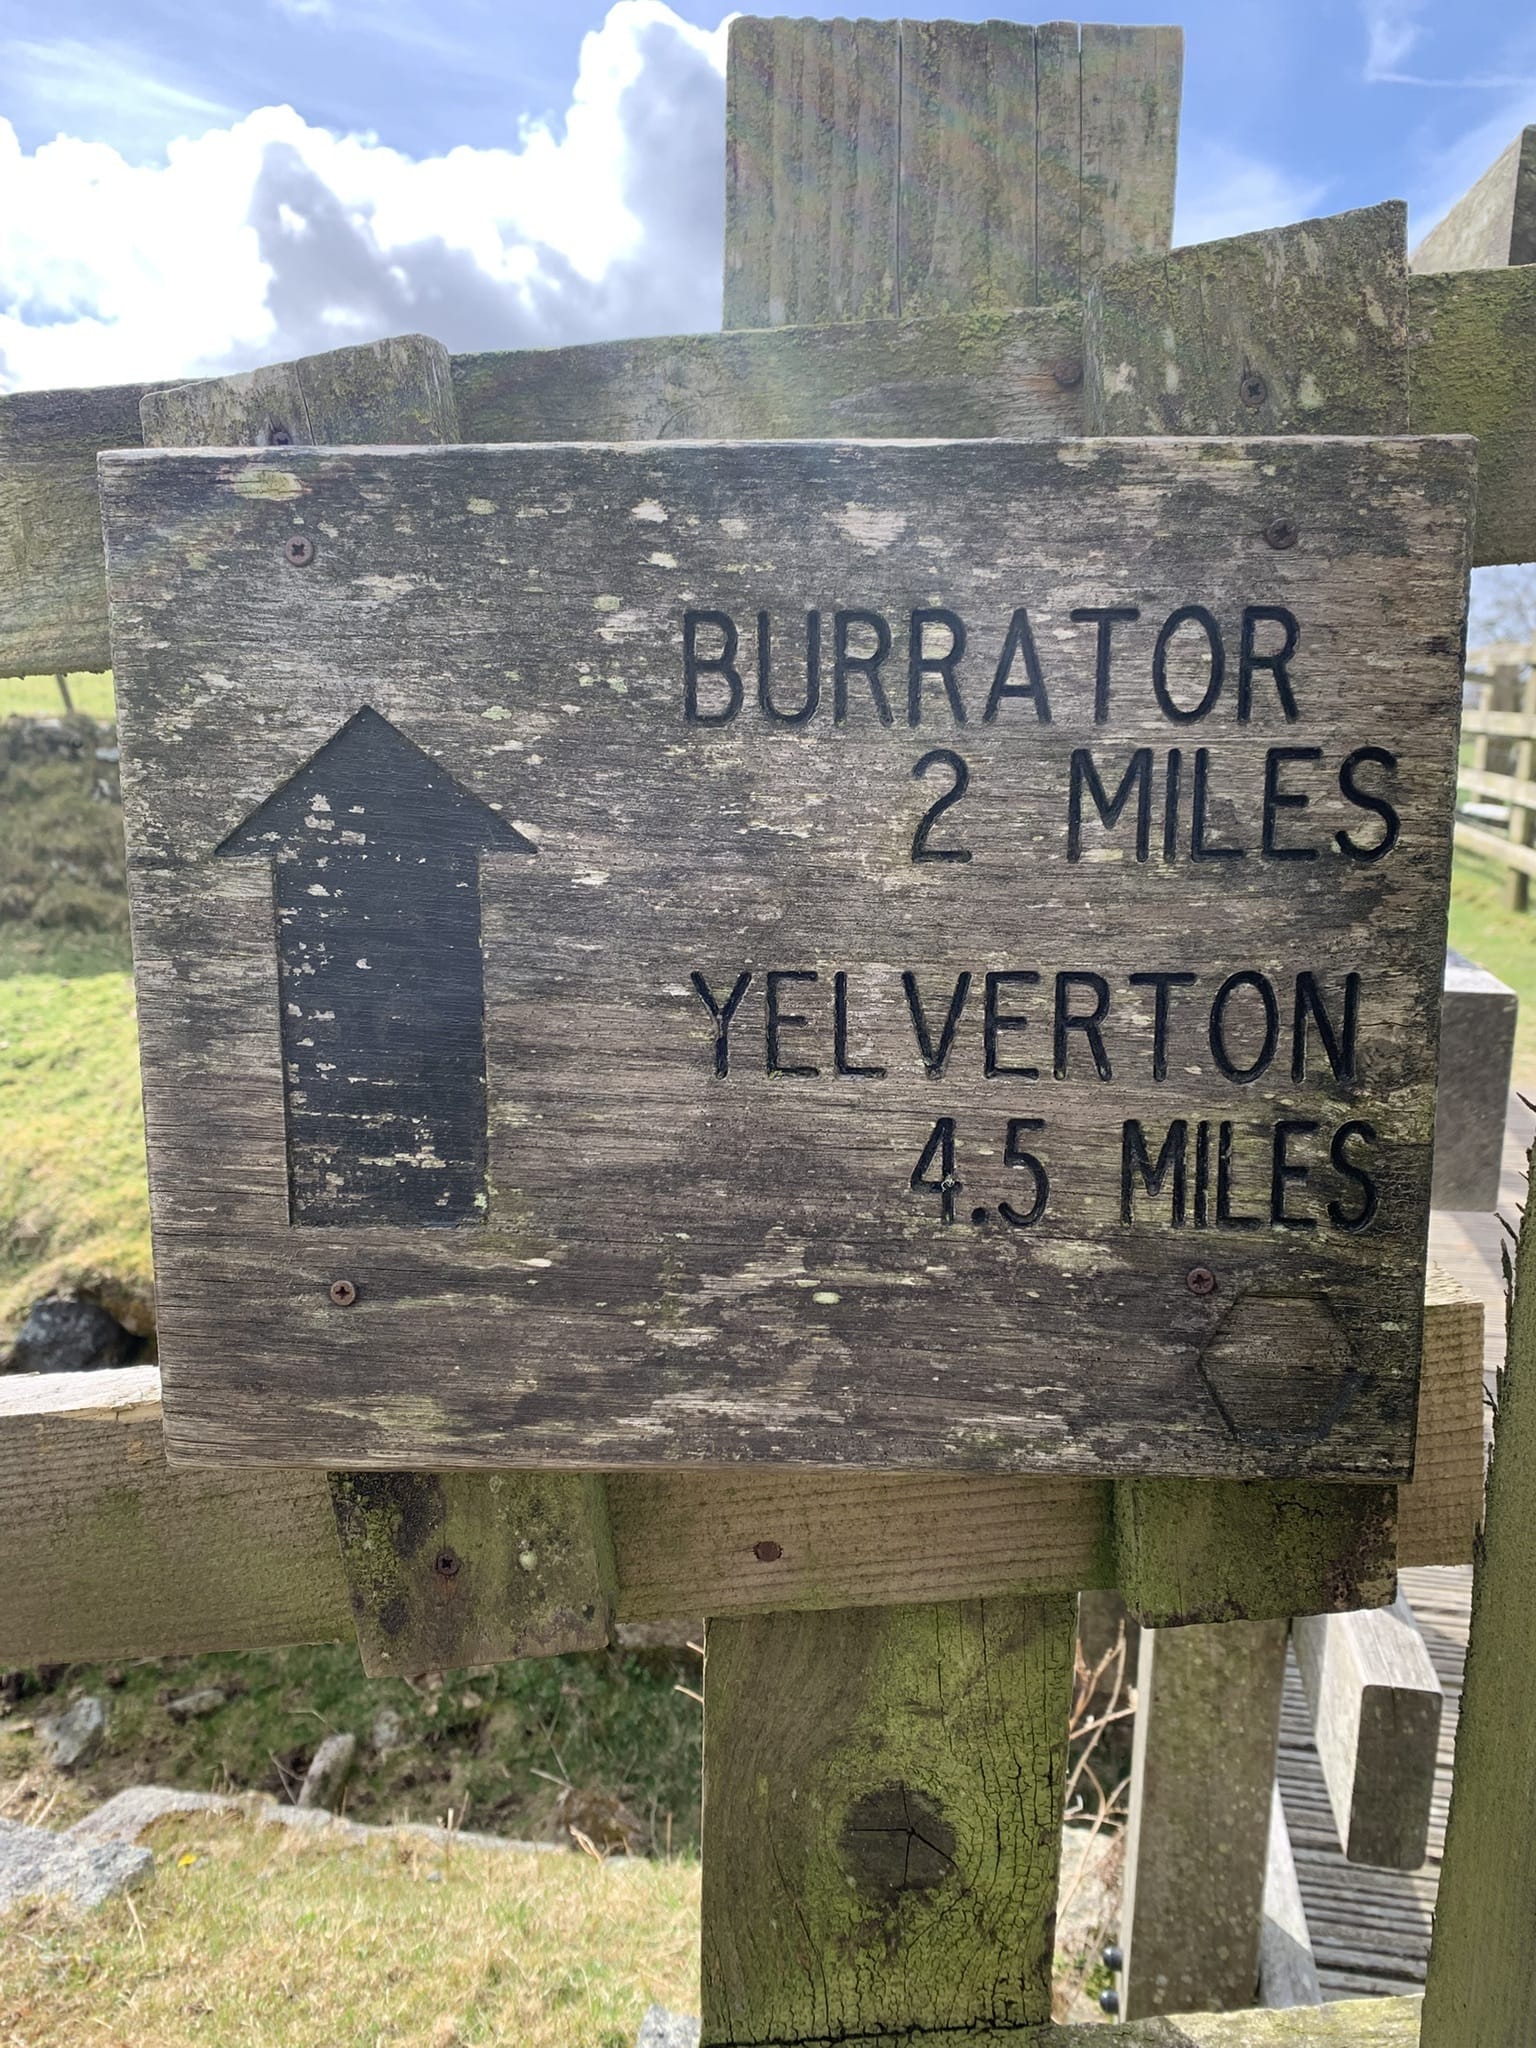 BURRATOR
2 MILES
YELVERTON
4.5 MILES